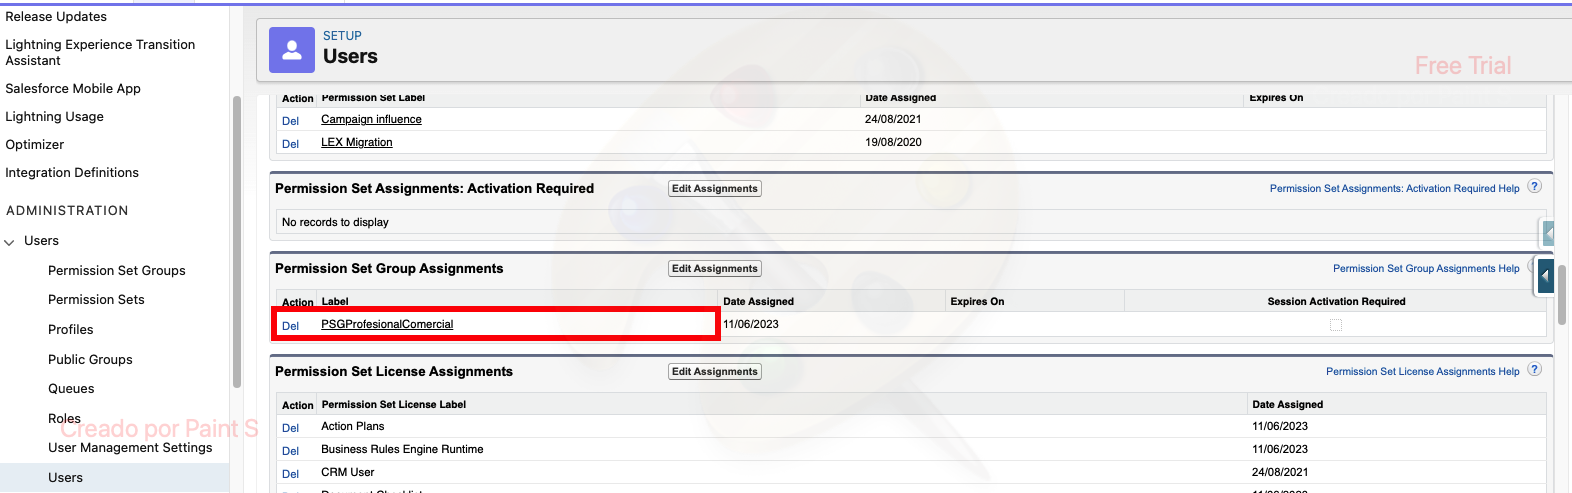 Release Updates
Lightning Experience Transition
Assistant
Salesforce Mobile App
Lightning Usage
Optimizer
Integration Definitions
ADMINISTRATION
Users
Permission Set Groups
Permission Sets
Profiles
Public Groups
Queues
Roles
Creado por Paint S
User Management Settings
Users
SETUP
Users
Free Trial
Action Permission Set Label Date Assigned Expires On
Del Campaign influence 24/08/2021
Del LEX Migration 19/08/2020
Permission Set Assignments: Activation Required Edit Assignments Permission Set Assignments: Activation Required Help ?
No records to display
Permission Set Group Assignments Edit Assignments Permission Set Group Assignments Help
Action Label Date Assigned Expires On Session Activation Required
Del PSGProfesionalComercial 11/06/2023
Permission Set License Assignments Edit Assignments Permission Set License Assignments Help ?
Action Permission Set License Label Date Assigned
Del Action Plans 11/06/2023
Del Business Rules Engine Runtime 11/06/2023
Del CRM User 24/08/2021